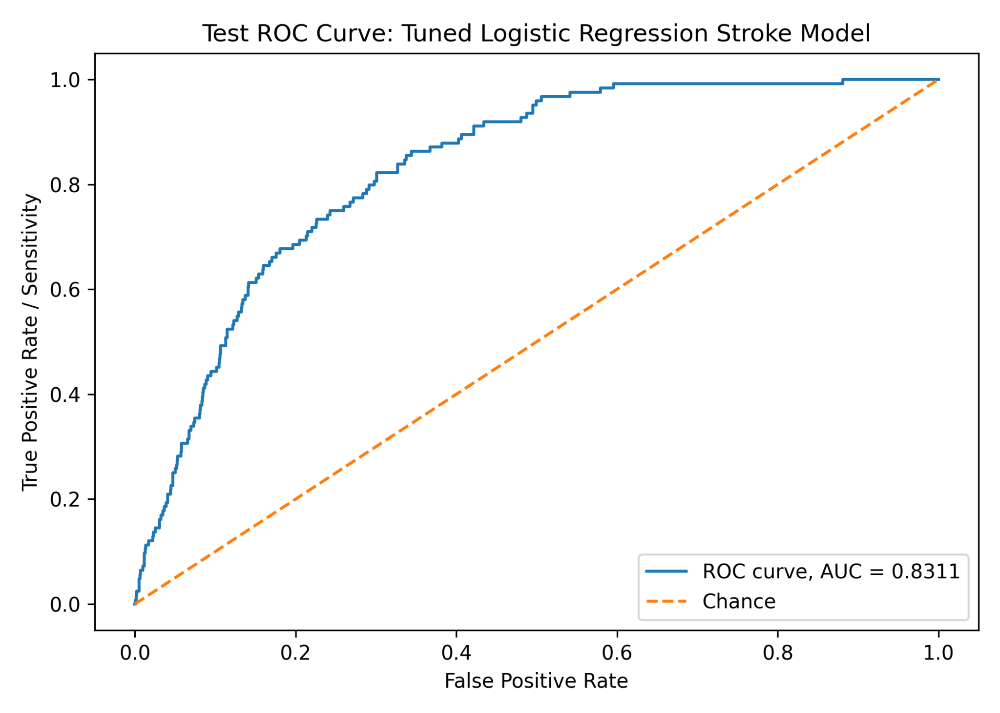 Test ROC Curve: Tuned Logistic Regression Stroke Model
True Positive Rate / Sensitivity
1.0
0.8
0.6
0.4
0.2
0.0
ROC curve, AUC = 0.8311
Chance
0.0 0.2 0.4 0.6 0.8 1.0
False Positive Rate